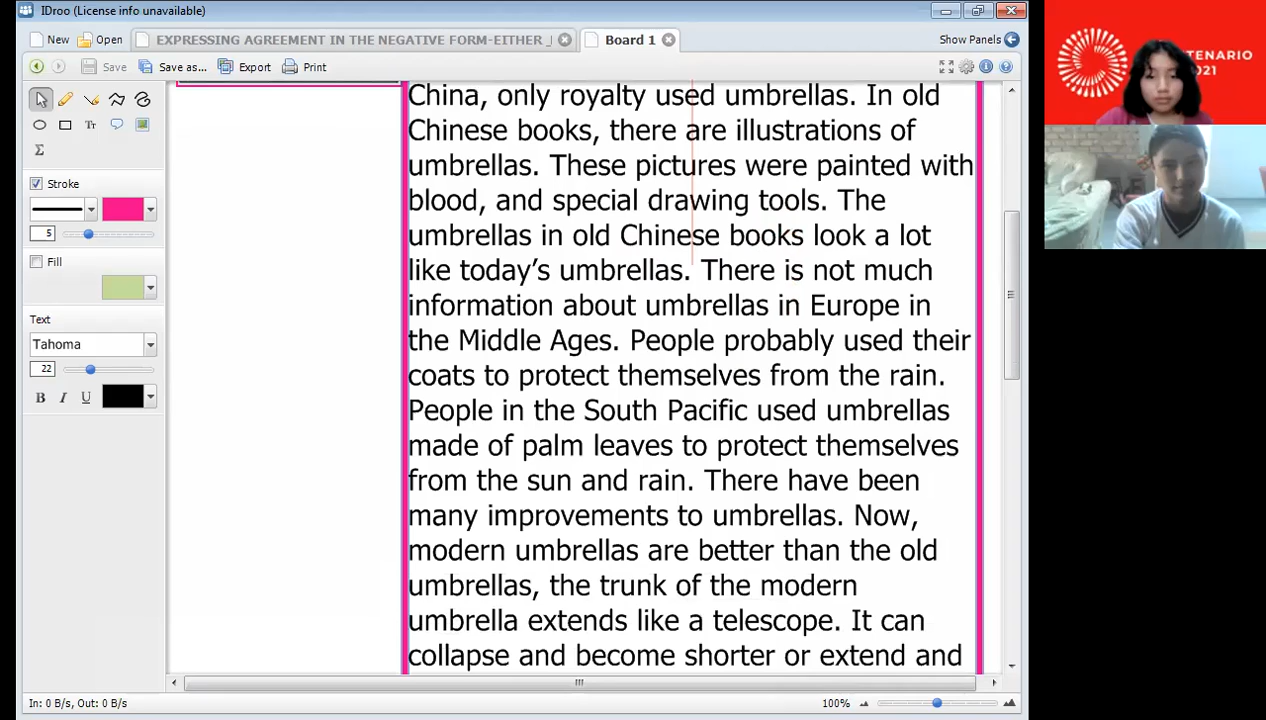 IDroo (License info unavailable)
New
Open
EXPRESSING AGREEMENT IN THE NEGATIVE FORM-EITHER _
Board 1
Show Panels
Save
Save as...
Export
Print
Tr
Σ
Stroke
5
Fill
Text
Tahoma
22
B I U
China, only royalty used umbrellas. In old
Chinese books, there are illustrations of
umbrellas. These pictures were painted with
blood, and special drawing tools. The
umbrellas in old Chinese books look a lot
like today's umbrellas. There is not much
information about umbrellas in Europe in
the Middle Ages. People probably used their
coats to protect themselves from the rain.
People in the South Pacific used umbrellas
made of palm leaves to protect themselves
from the sun and rain. There have been
many improvements to umbrellas. Now,
modern umbrellas are better than the old
umbrellas, the trunk of the modern
umbrella extends like a telescope. It can
collapse and become shorter or extend and
In: 0 B/s, Out: 0 B/s
100%
2021